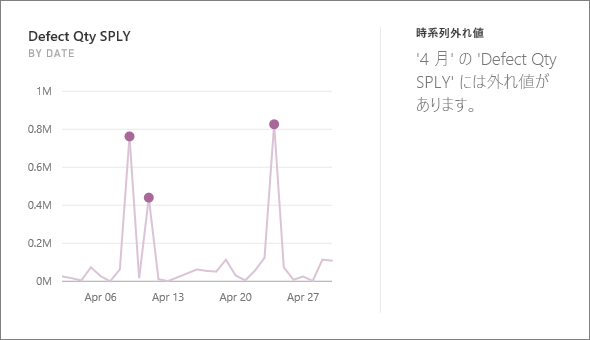 Defect Qty SPLY
BY DATE
1M
0.8M
0.6M
0.4M
0.2M
0M
Apr 06
Apr 13
Apr 20
Apr 27
時系列外れ値
'4 月' の 'Defect Qty
SPLY' には外れ値が
あります。